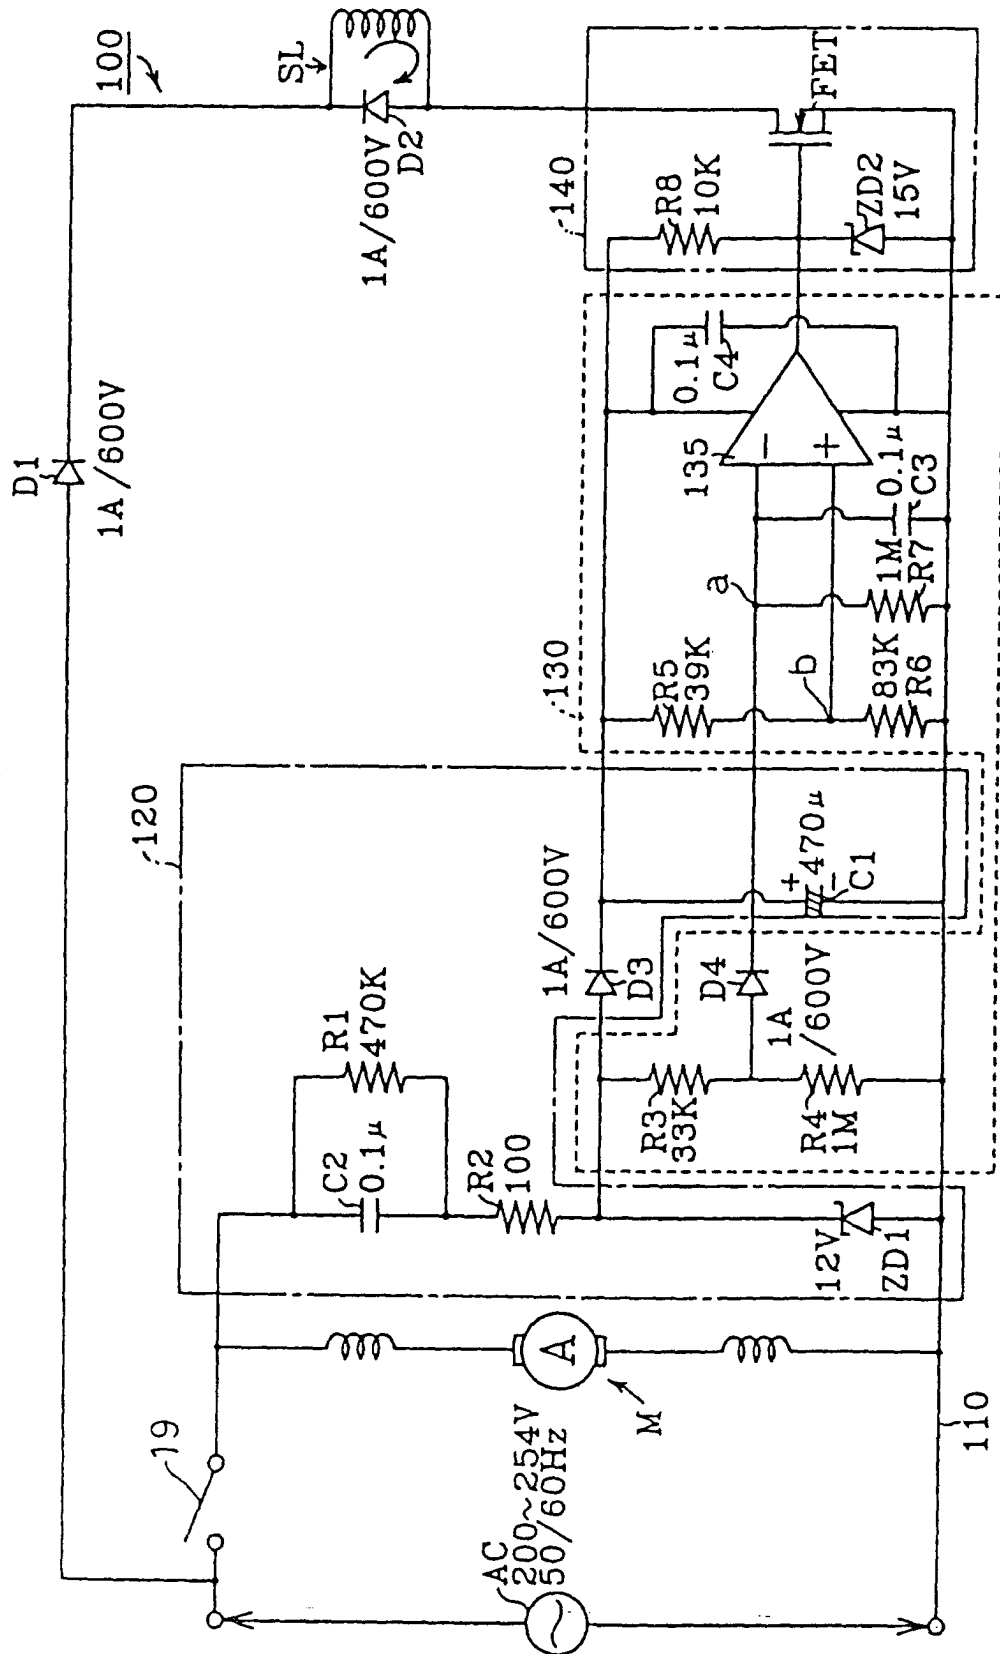 100
D1
1A/600V
SL
1A/600V
D2
140
R8
10K
FET
ZD2
15V
120
R1
470K
C2
0.1μ
R2
100
12V
ZD1
1A/600V
D3
D4
1A
/600V
R3
33K
R4
1M
+
470μ
−
C1
130
R5
39K
a
b
83K
R6
1M
R7
135
−
+
0.1μ
C4
0.1μ
C3
19
AC
200~254V
50/60Hz
A
M
110